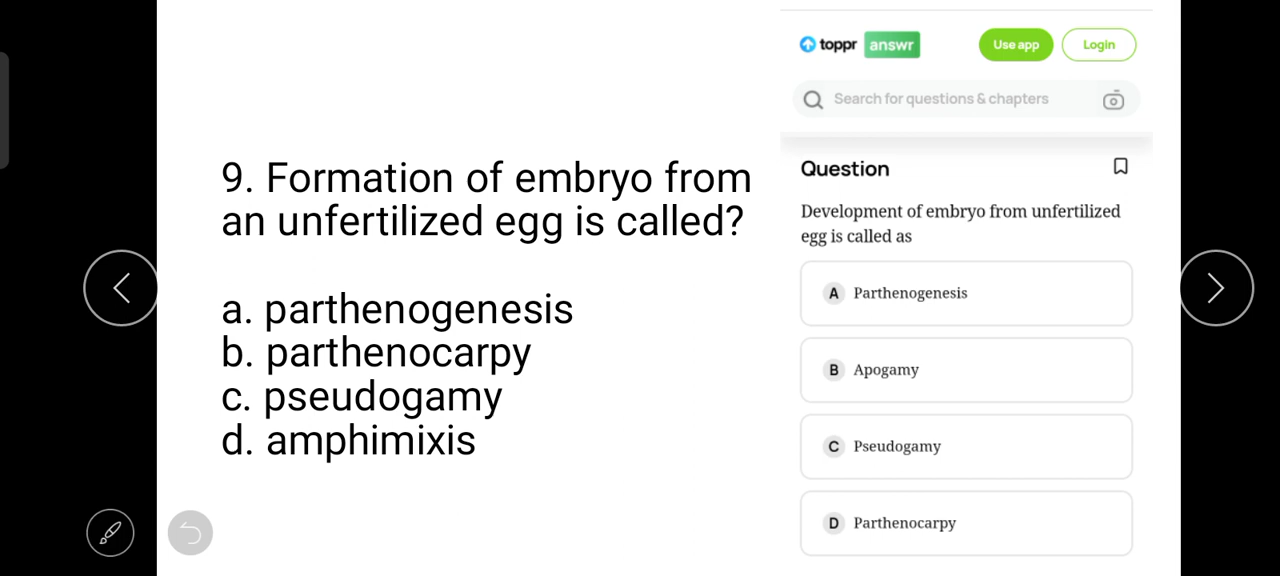 9. Formation of embryo from
an unfertilized egg is called?
a. parthenogenesis
b. parthenocarpy
c. pseudogamy
d. amphimixis
toppr answr
Use app
Login
Search for questions & chapters
Question
Development of embryo from unfertilized
egg is called as
A Parthenogenesis
B Apogamy
C Pseudogamy
D Parthenocarpy